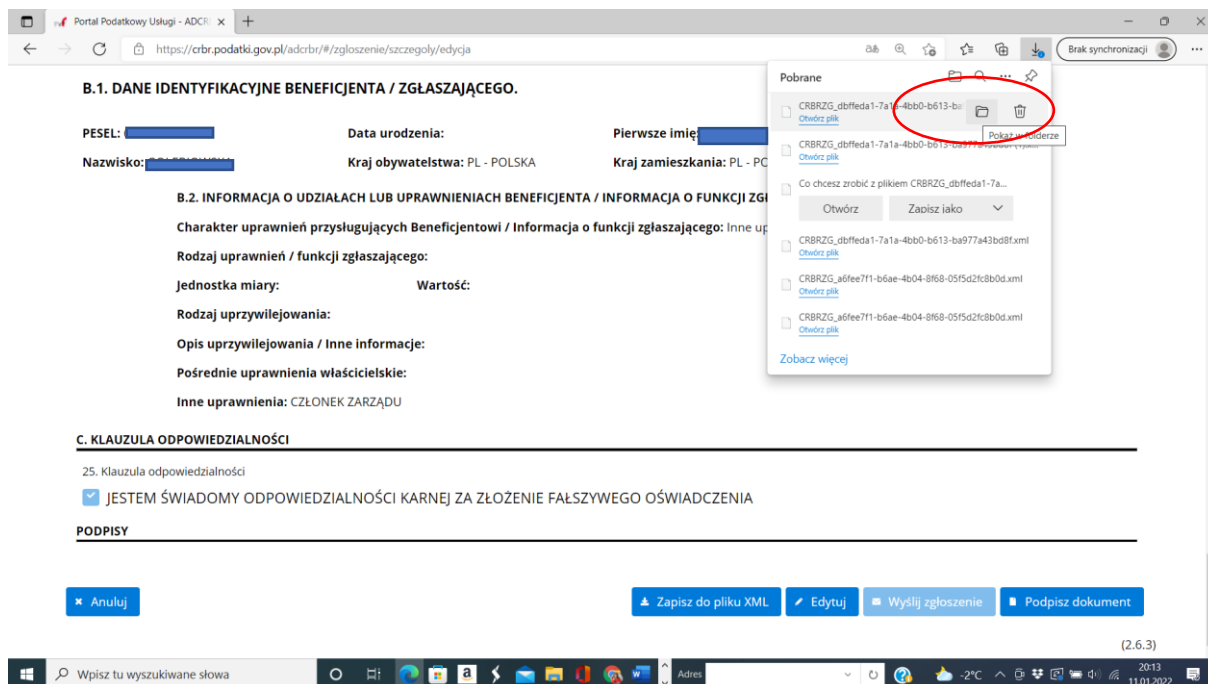 Portal Podatkowy Usługi - ADCR
https://crbr.podatki.gov.pl/adcrbr/#/zgloszenie/szczegoly/edycja
Brak synchronizacji
B.1. DANE IDENTYFIKACYJNE BENEFICJENTA / ZGŁASZAJĄCEGO.
PESEL: Data urodzenia: Pierwsze imię:
Nazwisko: Kraj obywatelstwa: PL - POLSKA Kraj zamieszkania: PL - PO
B.2. INFORMACJA O UDZIAŁACH LUB UPRAWNIENIACH BENEFICJENTA / INFORMACJA O FUNKCJI ZG
Charakter uprawnień przysługujących Beneficjentowi / Informacja o funkcji zgłaszającego: Inne up
Rodzaj uprawnień / funkcji zgłaszającego:
Jednostka miary: Wartość:
Rodzaj uprzywilejowania:
Opis uprzywilejowania / Inne informacje:
Pośrednie uprawnienia właścicielskie:
Inne uprawnienia: CZŁONEK ZARZĄDU
Pobrane
CRBRZG_dbffeda1-7a1a-4bb0-b613-ba
Otwórz plik
Pokaż w folderze
CRBRZG_dbffeda1-7a1a-4bb0-b613-ba977a43bd8f (1).x...
Otwórz plik
Co chcesz zrobić z plikiem CRBRZG_dbffeda1-7a...
Otwórz Zapisz jako
CRBRZG_dbffeda1-7a1a-4bb0-b613-ba977a43bd8f.xml
Otwórz plik
CRBRZG_a6fee7f1-b6ae-4b04-8f68-05f5d2fc8b0d.xml
Otwórz plik
CRBRZG_a6fee7f1-b6ae-4b04-8f68-05f5d2fc8b0d.xml
Otwórz plik
Zobacz więcej
C. KLAUZULA ODPOWIEDZIALNOŚCI
25. Klauzula odpowiedzialności
JESTEM ŚWIADOMY ODPOWIEDZIALNOŚCI KARNEJ ZA ZŁOŻENIE FAŁSZYWEGO OŚWIADCZENIA
PODPISY
Anuluj Zapisz do pliku XML Edytuj Wyślij zgłoszenie Podpisz dokument
(2.6.3)
Wpisz tu wyszukiwane słowa Adres -2°C 20:13
11.01.2022